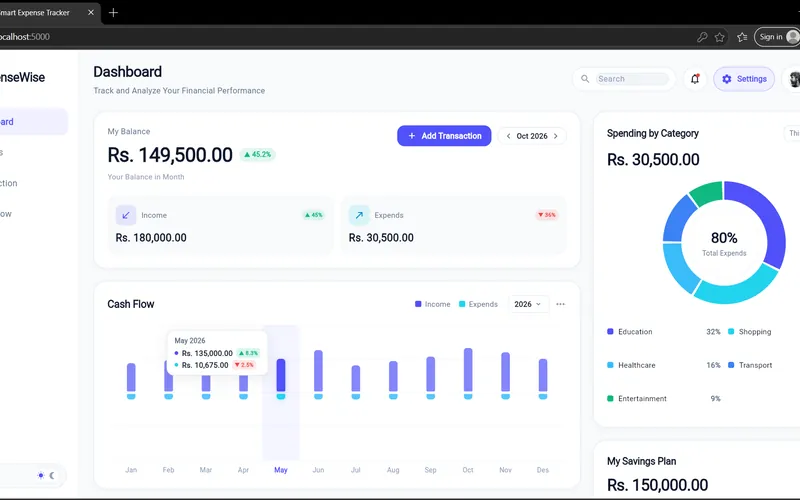 Smart Expense Tracker
localhost:5000
Sign in
enseWise
Dashboard
Track and Analyze Your Financial Performance
Search
Settings
ard
s
ction
ow
My Balance
Rs. 149,500.00
45.2%
Your Balance in Month
Add Transaction
Oct 2026
Income
45%
Rs. 180,000.00
Expends
36%
Rs. 30,500.00
Cash Flow
Income
Expends
2026
May 2026
Rs. 135,000.00
8.3%
Rs. 10,675.00
2.5%
Jan Feb Mar Apr May Jun Jul Aug Sep Oct Nov Des
Spending by Category
Thi
Rs. 30,500.00
80%
Total Expends
Education 32% Shopping
Healthcare 16% Transport
Entertainment 9%
My Savings Plan
Rs. 150,000.00